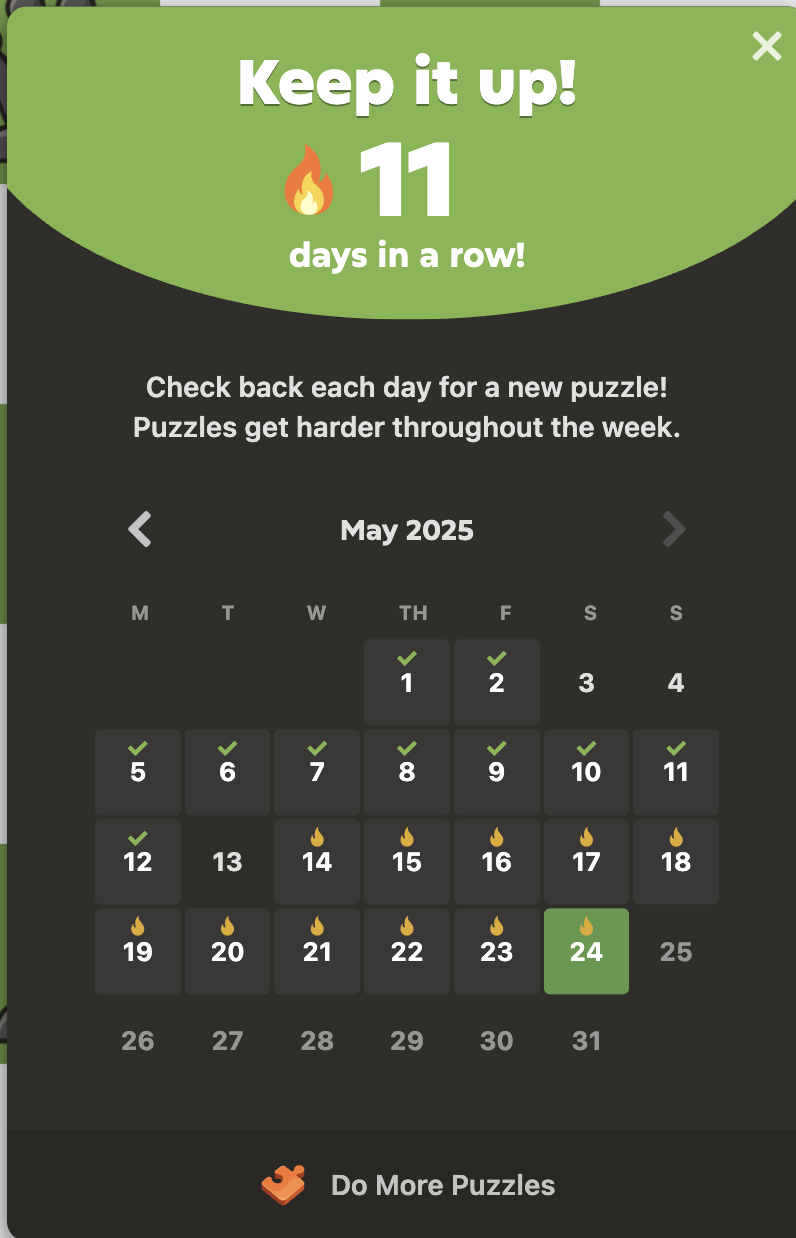 Keep it up!
11
days in a row!
Check back each day for a new puzzle!
Puzzles get harder throughout the week.
May 2025
M T W TH F S S
1 2 3 4
5 6 7 8 9 10 11
12 13 14 15 16 17 18
19 20 21 22 23 24 25
26 27 28 29 30 31
Do More Puzzles